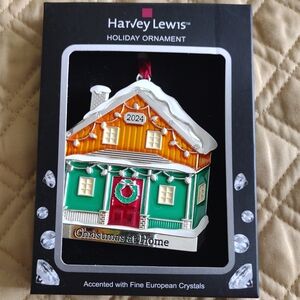 HARVEY LEWIS™
HOLIDAY ORNAMENT
2024
Christmas at Home
Accented with Fine European Crystals